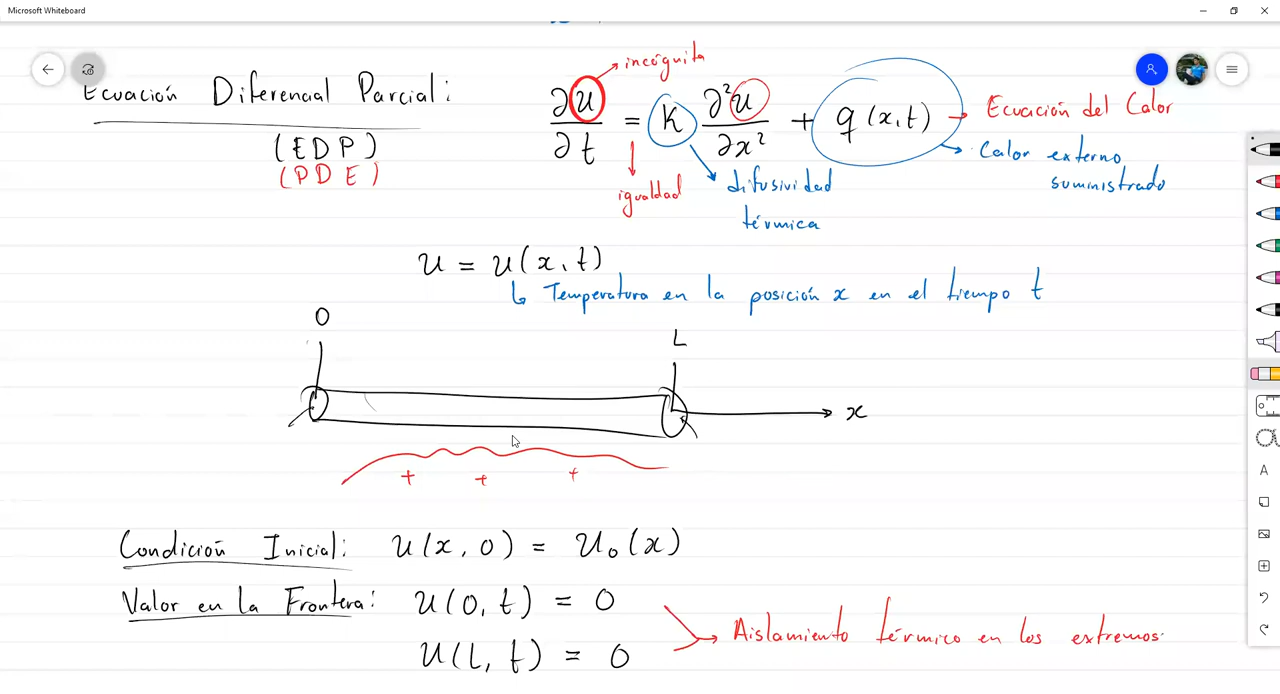 Microsoft Whiteboard
Ecuación Diferencial Parcial:
(EDP)
(PDE)
∂u/∂t = K ∂²u/∂x² + q(x,t)
incógnita
igualdad
difusividad
térmica
Ecuación del Calor
Calor externo
suministrado
u = u(x,t)
Temperatura en la posición x en el tiempo t
0
L
x
+ + +
Condición Inicial: u(x,0) = u₀(x)
Valor en la Frontera: u(0,t) = 0
u(L,t) = 0
Aislamiento térmico en los extremos.
A